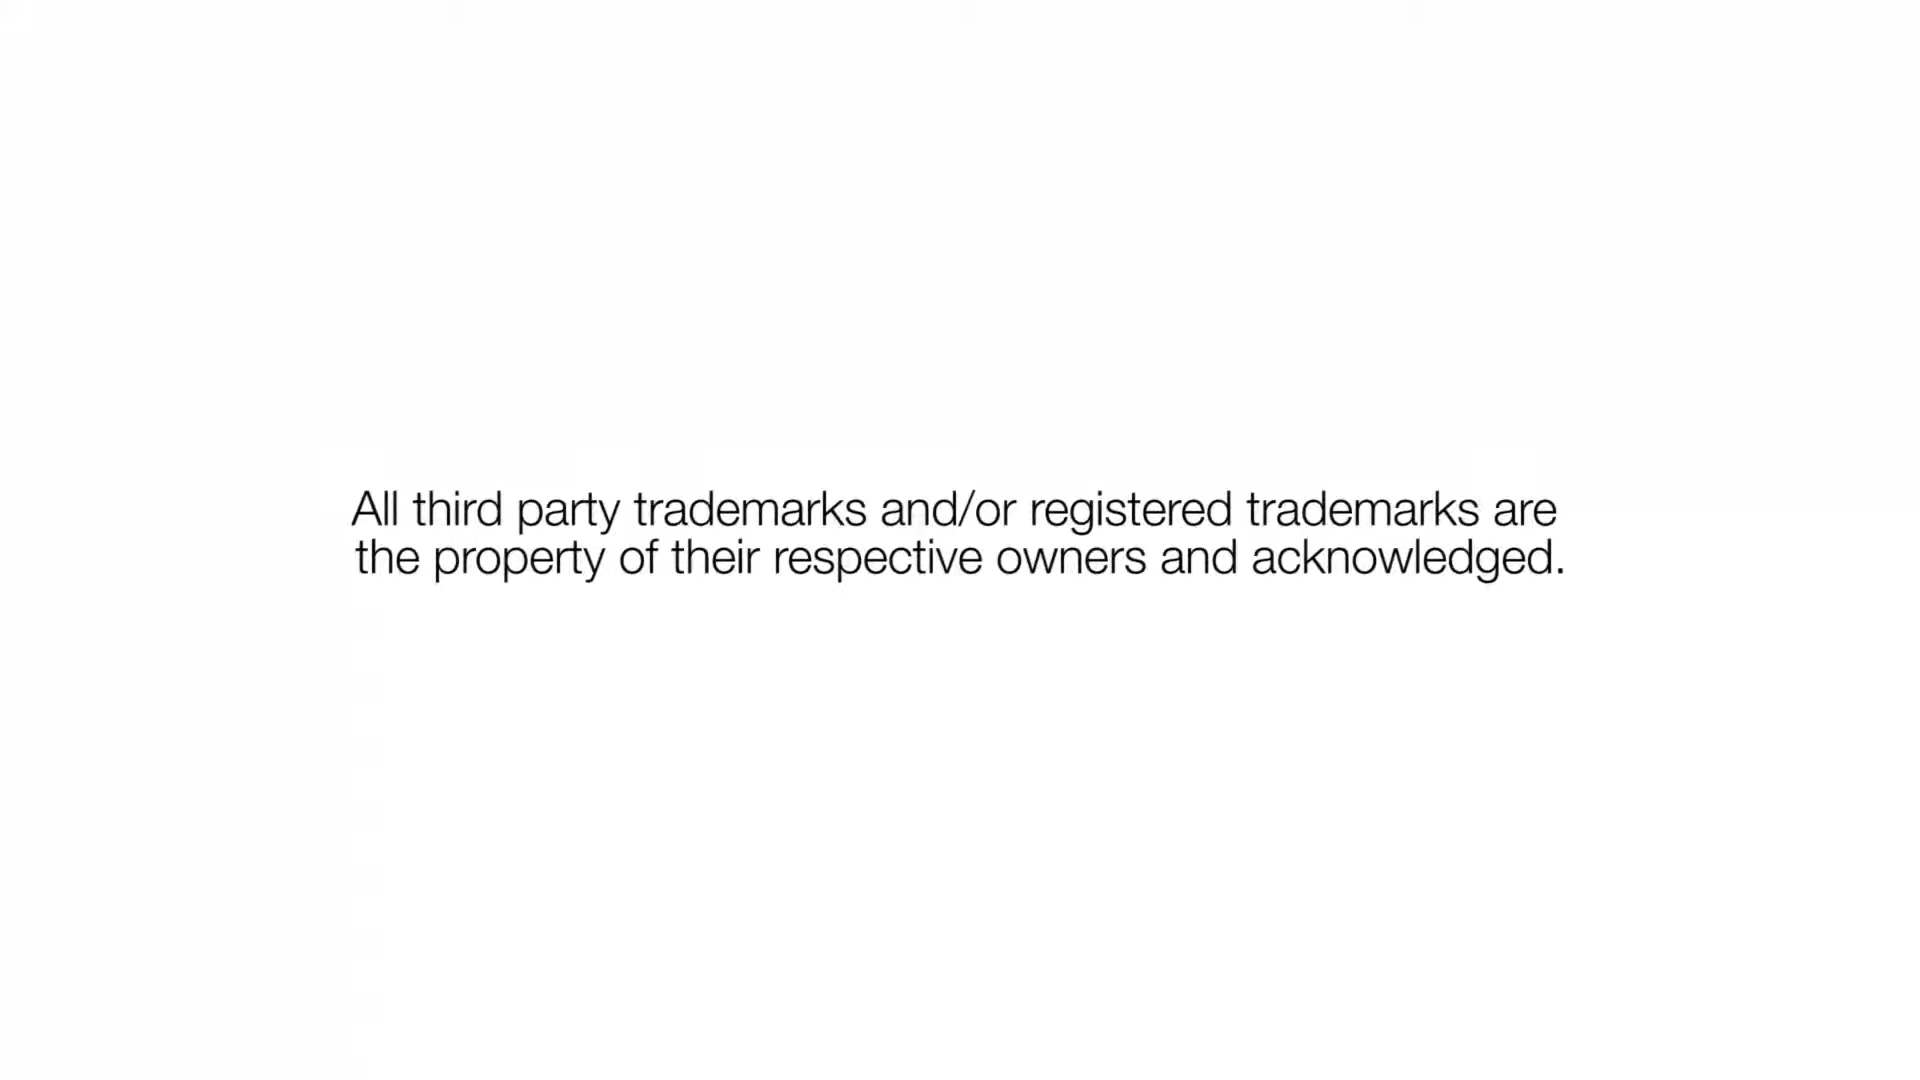 All third party trademarks and/or registered trademarks are
the property of their respective owners and acknowledged.